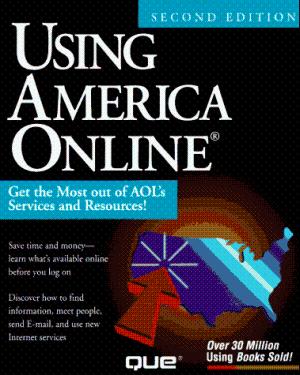 SECOND EDITION
USING
AMERICA
ONLINE®
Get the Most out of AOL's
Services and Resources!
Save time and money—
learn what's available online
before you log on
Discover how to find
information, meet people,
send E-mail, and use new
Internet services
Over 30 Million
Using Books Sold!
QUE®